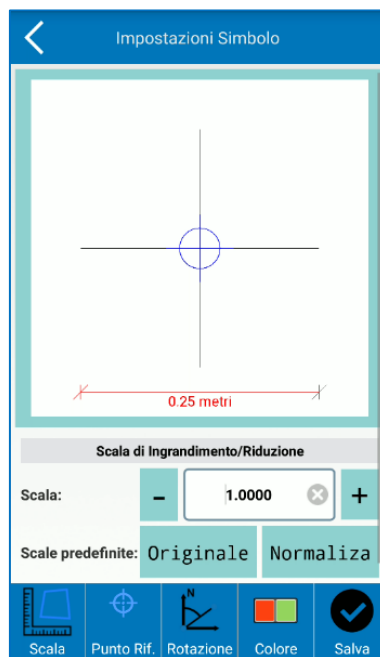 Impostazioni Simbolo
0.25 metri
Scala di Ingrandimento/Riduzione
Scala: - 1.0000 +
Scale predefinite: Originale Normaliza
N
Scala Punto Rif. Rotazione Colore Salva